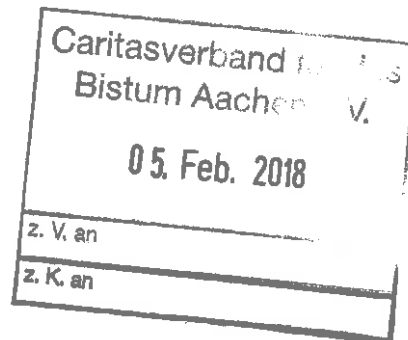 Caritasverband
Bistum Aachen V.
05. Feb. 2018
z. V. an
z. K. an